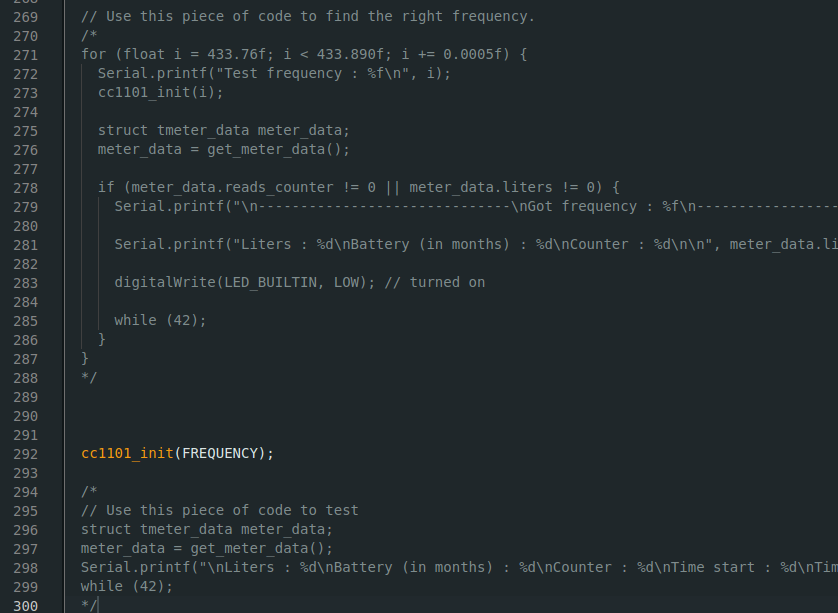 269 // Use this piece of code to find the right frequency.
270 /*
271 for (float i = 433.76f; i < 433.890f; i += 0.0005f) {
272 Serial.printf("Test frequency : %f\n", i);
273 cc1101_init(i);
274
275 struct tmeter_data meter_data;
276 meter_data = get_meter_data();
277
278 if (meter_data.reads_counter != 0 || meter_data.liters != 0) {
279 Serial.printf("\n------------------------------\nGot frequency : %f\n-----------------
280
281 Serial.printf("Liters : %d\nBattery (in months) : %d\nCounter : %d\n\n", meter_data.li
282
283 digitalWrite(LED_BUILTIN, LOW); // turned on
284
285 while (42);
286 }
287 }
288 */
289
290
291
292 cc1101_init(FREQUENCY);
293
294 /*
295 // Use this piece of code to test
296 struct tmeter_data meter_data;
297 meter_data = get_meter_data();
298 Serial.printf("\nLiters : %d\nBattery (in months) : %d\nCounter : %d\nTime start : %d\nTim
299 while (42);
300 */